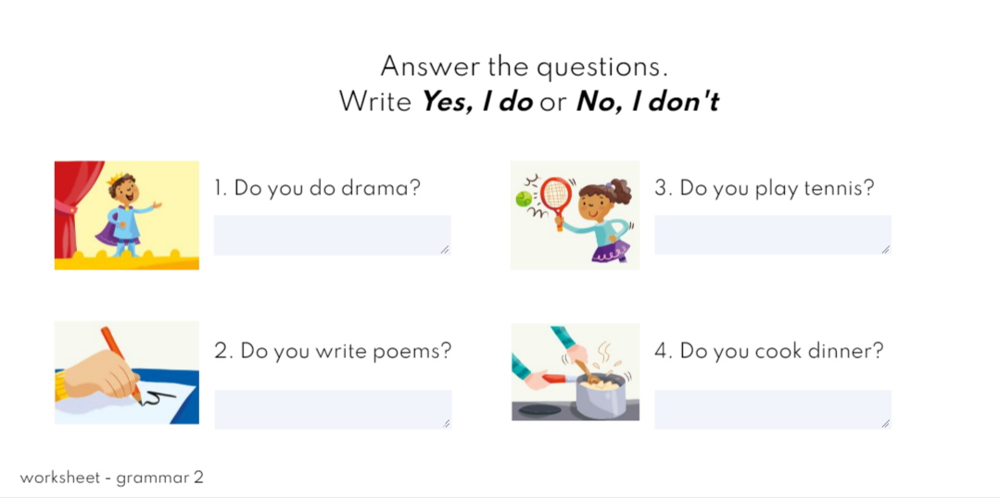 Answer the questions.
Write Yes, I do or No, I don't
1. Do you do drama?
3. Do you play tennis?
2. Do you write poems?
4. Do you cook dinner?
worksheet - grammar 2